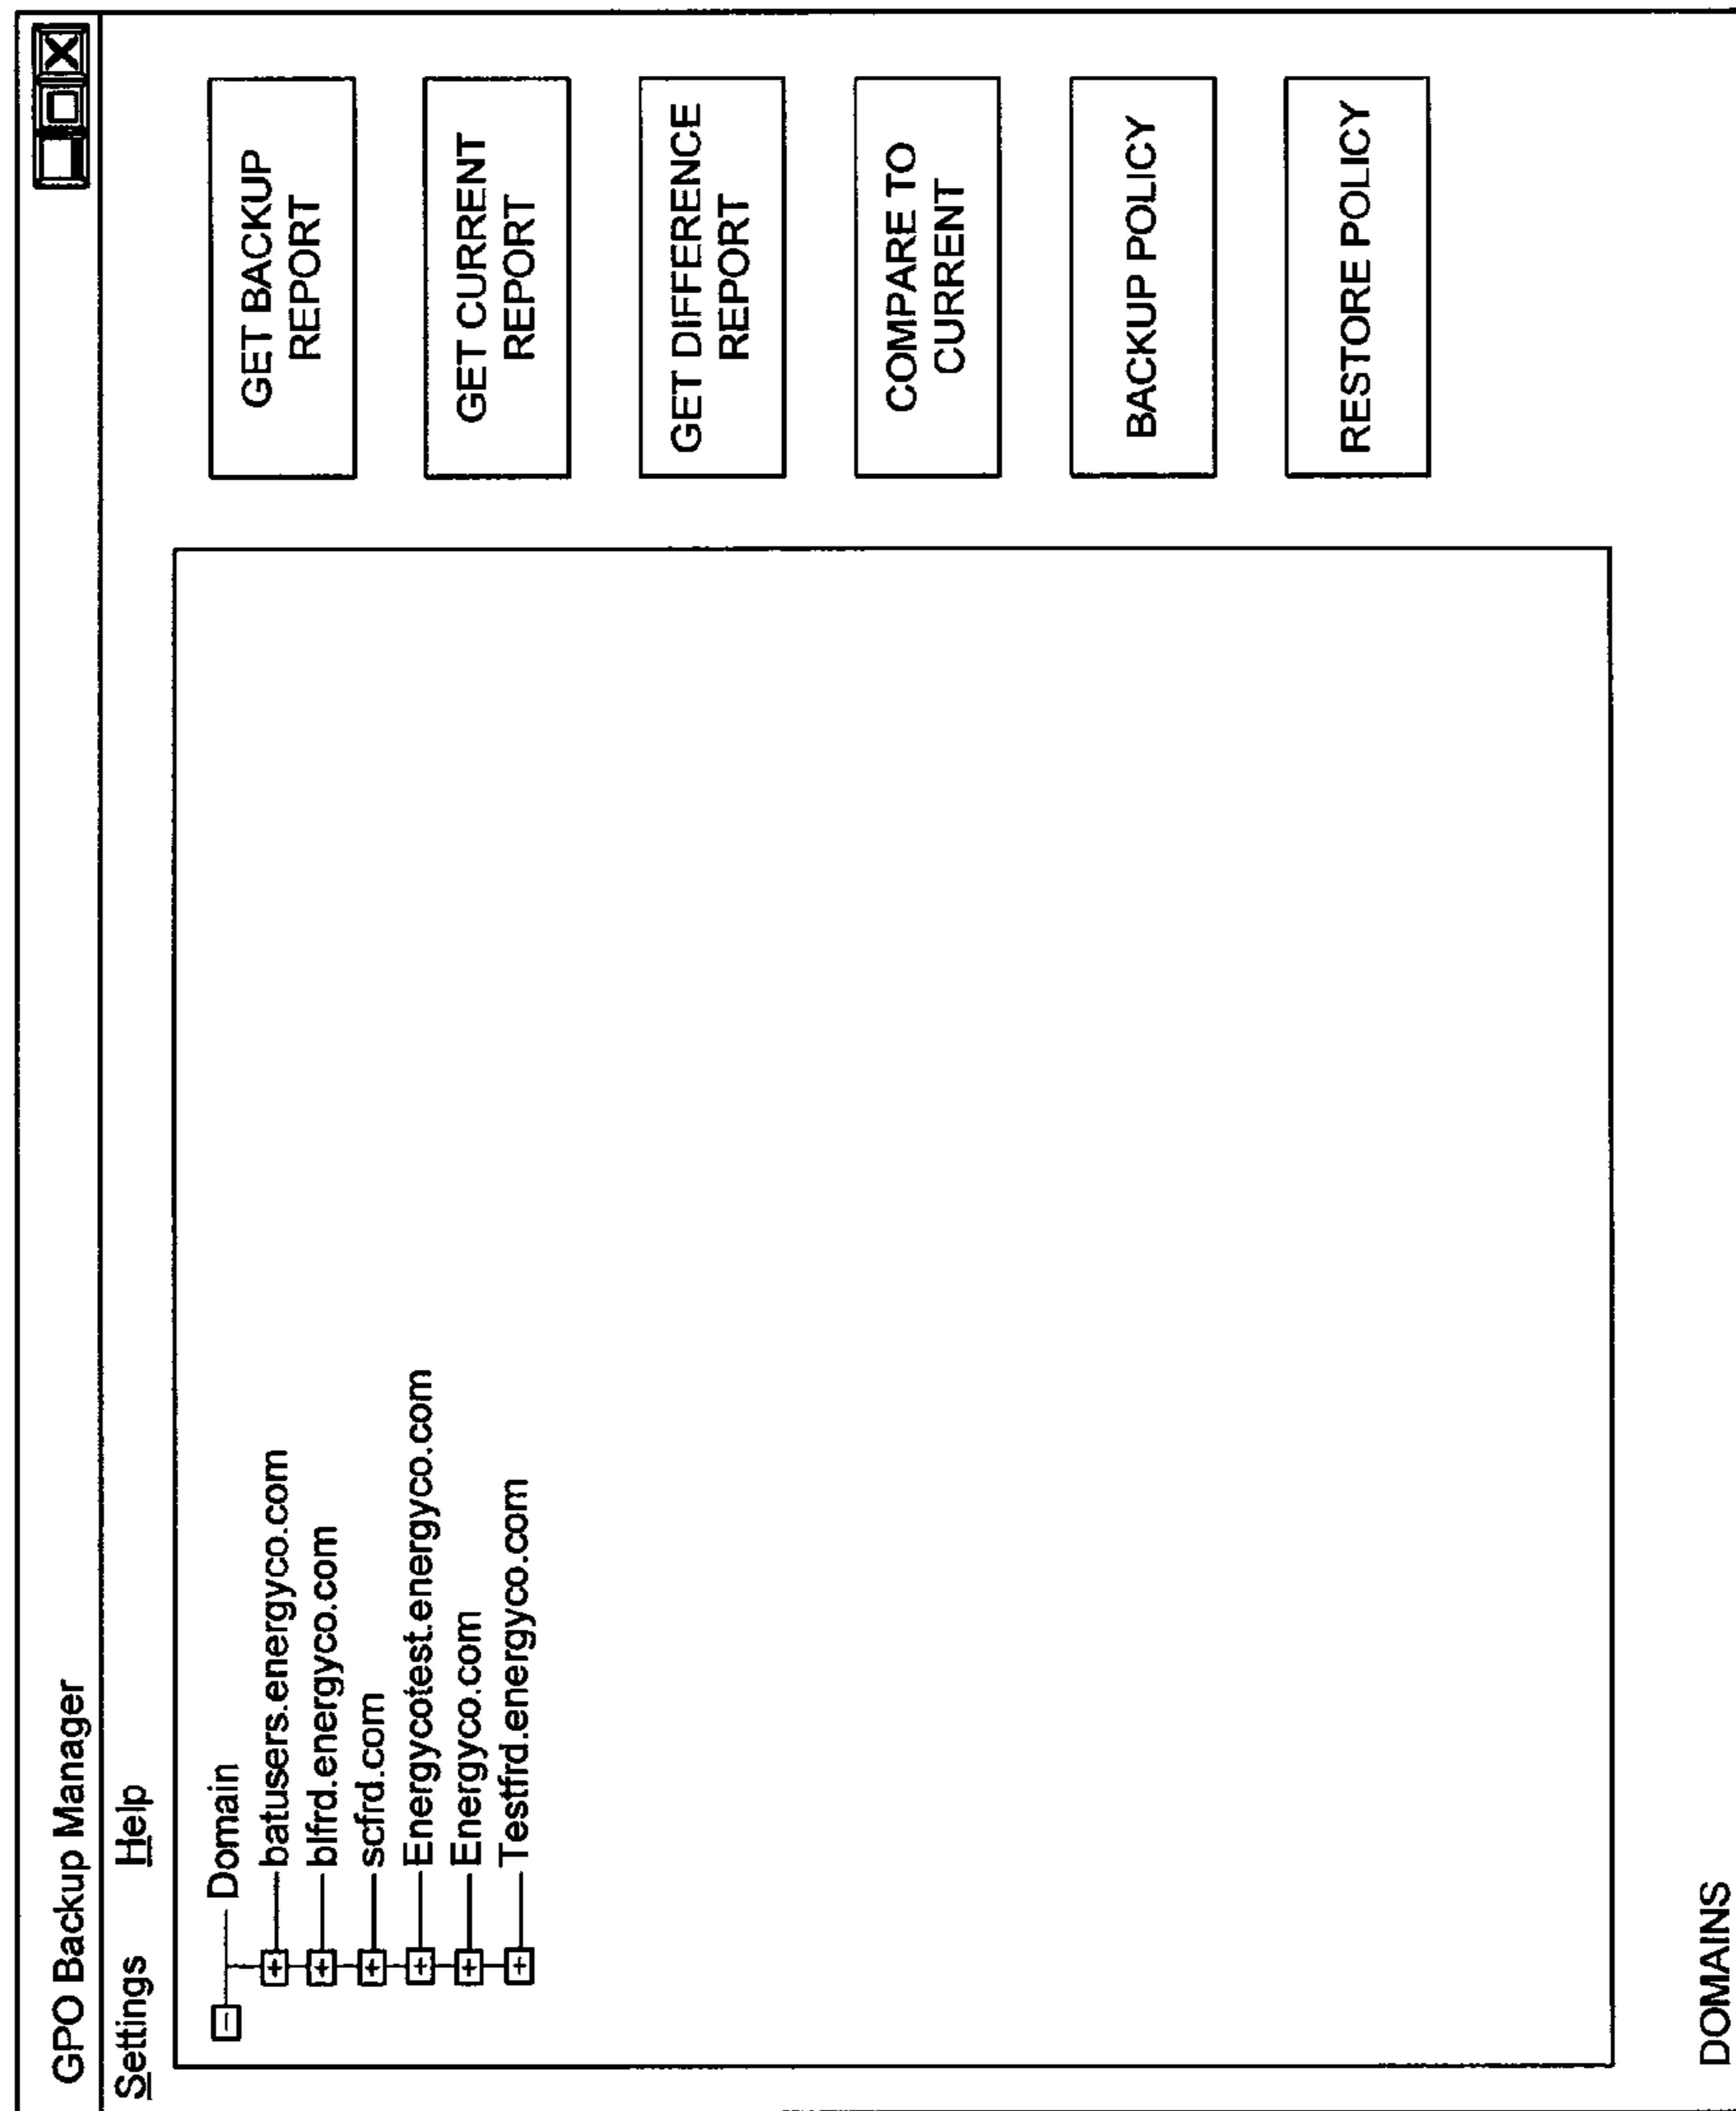 GPO Backup Manager
Settings Help
Domain
batusers.energyco.com
blfrd.energyco.com
scfrd.com
Energycotest.energyco.com
Energyco.com
Testfrd.energyco.com
GET BACKUP
REPORT
GET CURRENT
REPORT
GET DIFFERENCE
REPORT
COMPARE TO
CURRENT
BACKUP POLICY
RESTORE POLICY
DOMAINS